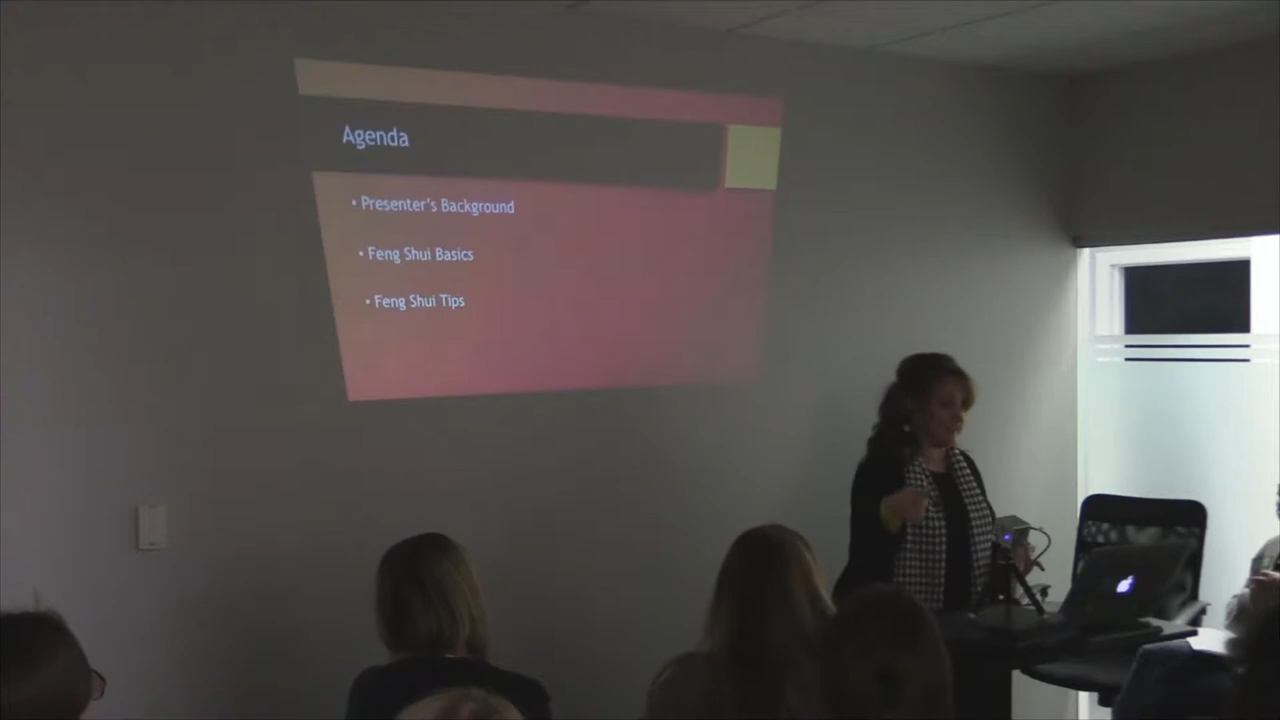 Agenda
• Presenter's Background
• Feng Shui Basics
• Feng Shui Tips